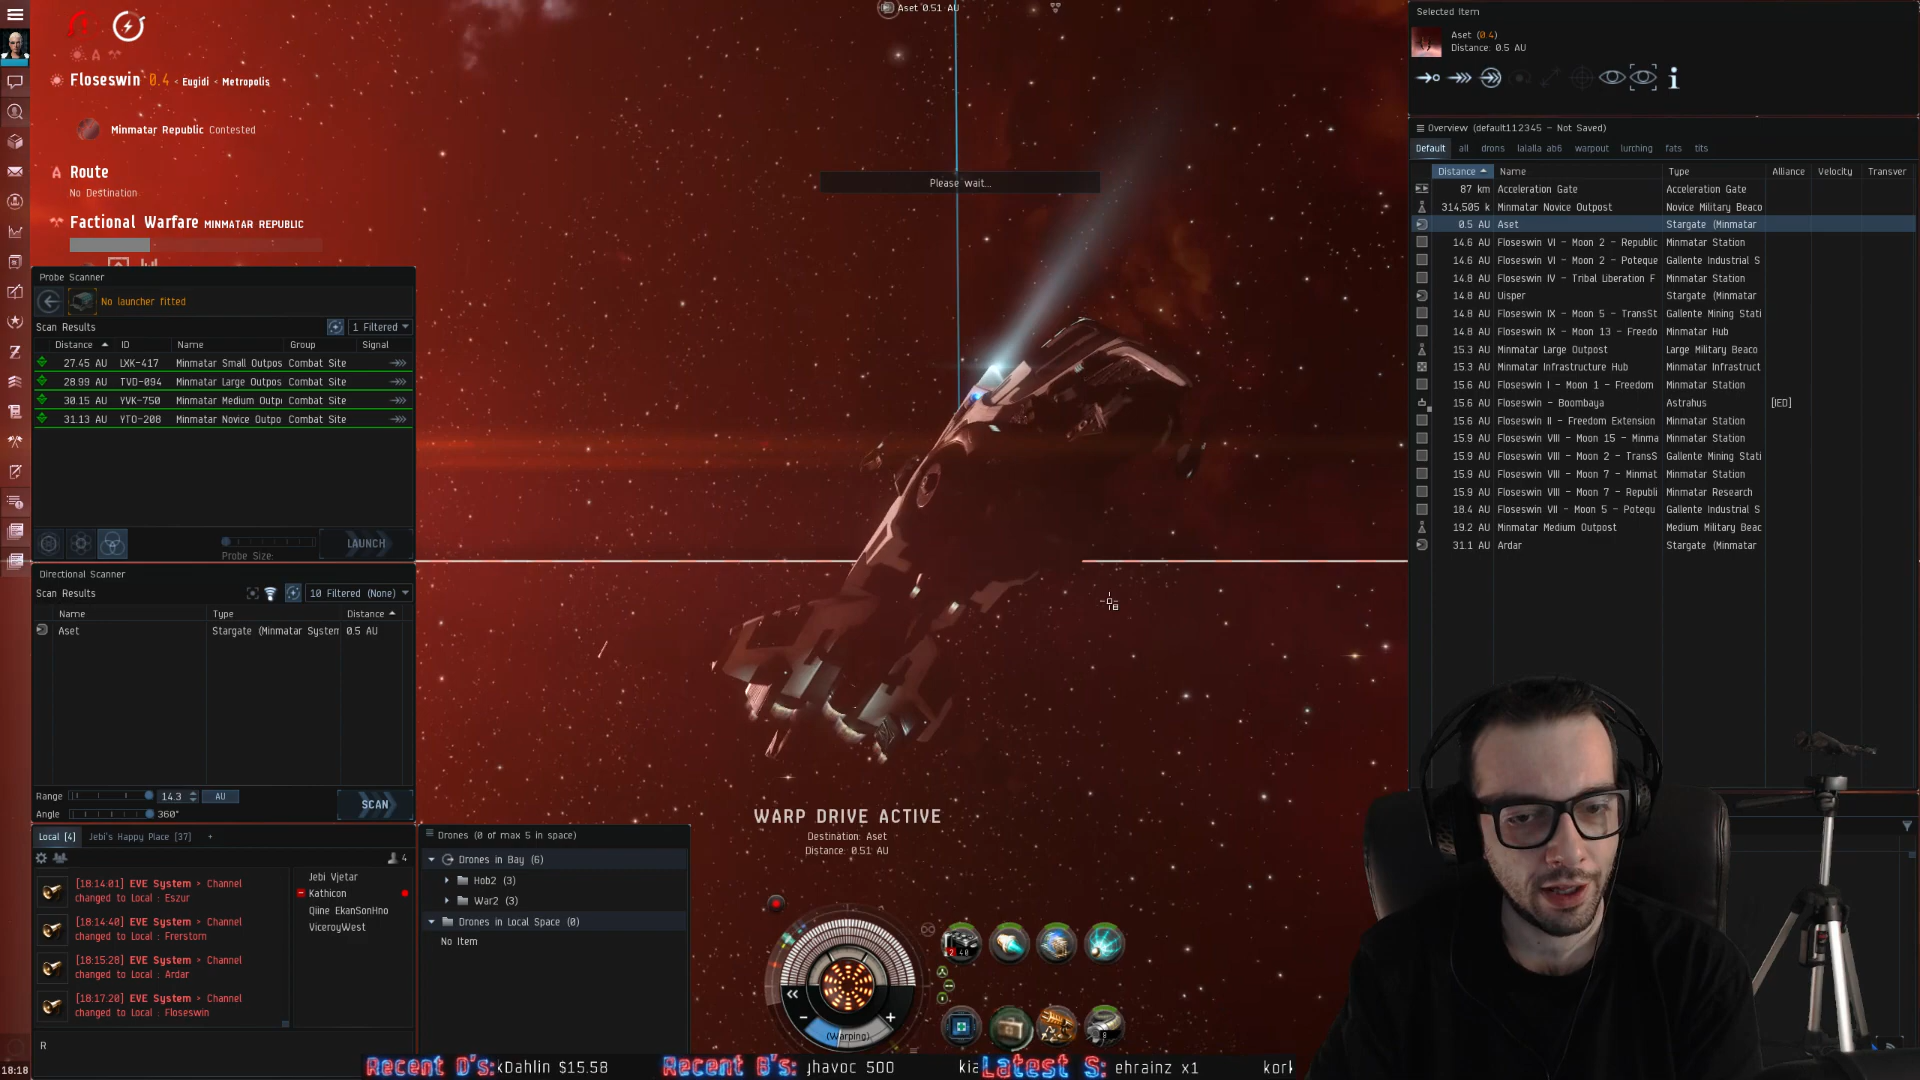 Aset 0.51 AU
Floseswin 0.4 < Eugidi < Metropolis
Minmatar Republic Contested
Route
No Destination
Factional Warfare MINMATAR REPUBLIC
Please wait...
Probe Scanner
No launcher fitted
Scan Results
1 Filtered
Distance ID Name Group Signal
27.45 AU LXK-417 Minmatar Small Outpos Combat Site
28.99 AU TVD-094 Minmatar Large Outpos Combat Site
30.15 AU YVK-750 Minmatar Medium Outp Combat Site
31.13 AU YTO-208 Minmatar Novice Outpo Combat Site
Probe Size:
LAUNCH
Directional Scanner
Scan Results
10 Filtered (None)
Name Type Distance
Aset Stargate (Minmatar System 0.5 AU
Range 14.3 AU
Angle 360°
SCAN
Local [4] Jebi's Happy Place [37] +
4
[18:14:01] EVE System > Channel
changed to Local : Eszur
[18:14:40] EVE System > Channel
changed to Local : Frerstorn
[18:15:28] EVE System > Channel
changed to Local : Ardar
[18:17:20] EVE System > Channel
changed to Local : Floseswin
Jebi Vjetar
Kathicon
Qiine EkanSonHno
ViceroyWest
R
18:18
Drones (0 of max 5 in space)
Drones in Bay (6)
Hob2 (3)
War2 (3)
Drones in Local Space (0)
No Item
WARP DRIVE ACTIVE
Destination: Aset
Distance: 0.51 AU
(Warping)
Recent D's: kDahlin $15.58 Recent B's: yhavoc 500 kia Latest S: ehrainz x1 kork
Selected Item
Aset (0.4)
Distance: 0.5 AU
Overview (default112345 - Not Saved)
Default all drons lalalla ab6 warpout lurching fats tits
Distance Name Type Alliance Velocity Transver
87 km Acceleration Gate Acceleration Gate
314,505 k Minmatar Novice Outpost Novice Military Beaco
0.5 AU Aset Stargate (Minmatar
14.6 AU Floseswin VI - Moon 2 - Republic Minmatar Station
14.6 AU Floseswin VI - Moon 2 - Poteque Gallente Industrial S
14.8 AU Floseswin IV - Tribal Liberation F Minmatar Station
14.8 AU Uisper Stargate (Minmatar
14.8 AU Floseswin IX - Moon 5 - TransSt Gallente Mining Stati
14.8 AU Floseswin IX - Moon 13 - Freedo Minmatar Hub
15.3 AU Minmatar Large Outpost Large Military Beaco
15.3 AU Minmatar Infrastructure Hub Minmatar Infrastruct
15.6 AU Floseswin I - Moon 1 - Freedom Minmatar Station
15.6 AU Floseswin - Boombaya Astrahus [IED]
15.6 AU Floseswin II - Freedom Extension Minmatar Station
15.9 AU Floseswin VIII - Moon 15 - Minma Minmatar Station
15.9 AU Floseswin VIII - Moon 2 - TransS Gallente Mining Stati
15.9 AU Floseswin VIII - Moon 7 - Minmat Minmatar Station
15.9 AU Floseswin VIII - Moon 7 - Republi Minmatar Research
18.4 AU Floseswin VII - Moon 5 - Potequ Gallente Industrial S
19.2 AU Minmatar Medium Outpost Medium Military Beac
31.1 AU Ardar Stargate (Minmatar